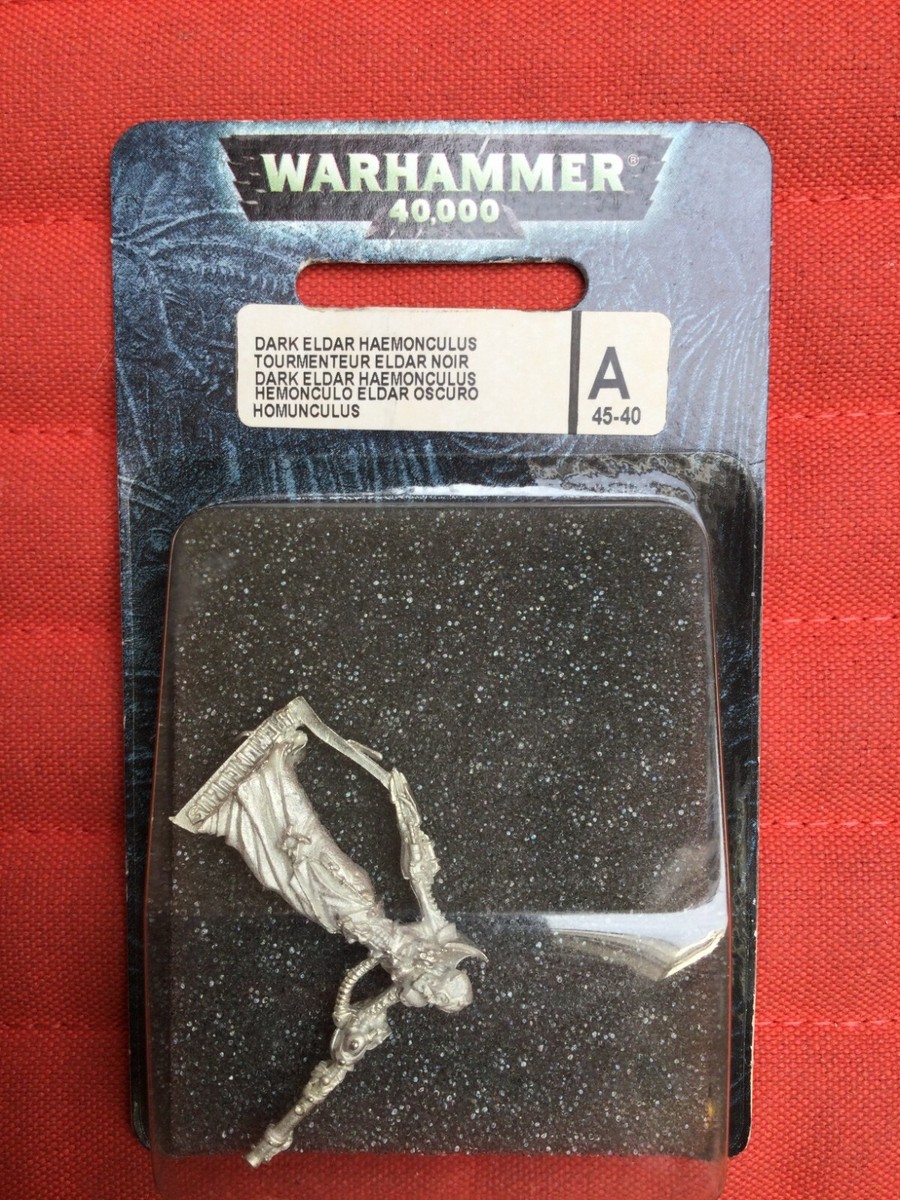 WARHAMMER®
40,000
DARK ELDAR HAEMONCULUS
TOURMENTEUR ELDAR NOIR
DARK ELDAR HAEMONCULUS
HEMONCULO ELDAR OSCURO
HOMUNCULUS
A
45-40